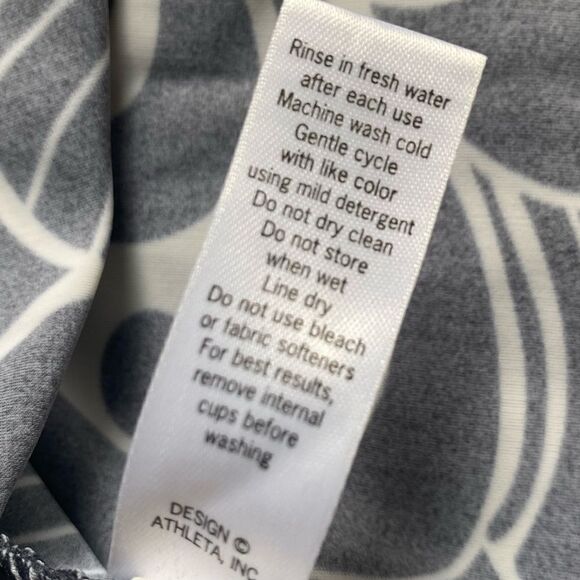 Rinse in fresh water
after each use
Machine wash cold
Gentle cycle
with like color
using mild detergent
Do not dry clean
Do not store
when wet
Line dry
Do not use bleach
or fabric softeners
For best results,
remove internal
cups before
washing
DESIGN ©
ATHLETA, INC